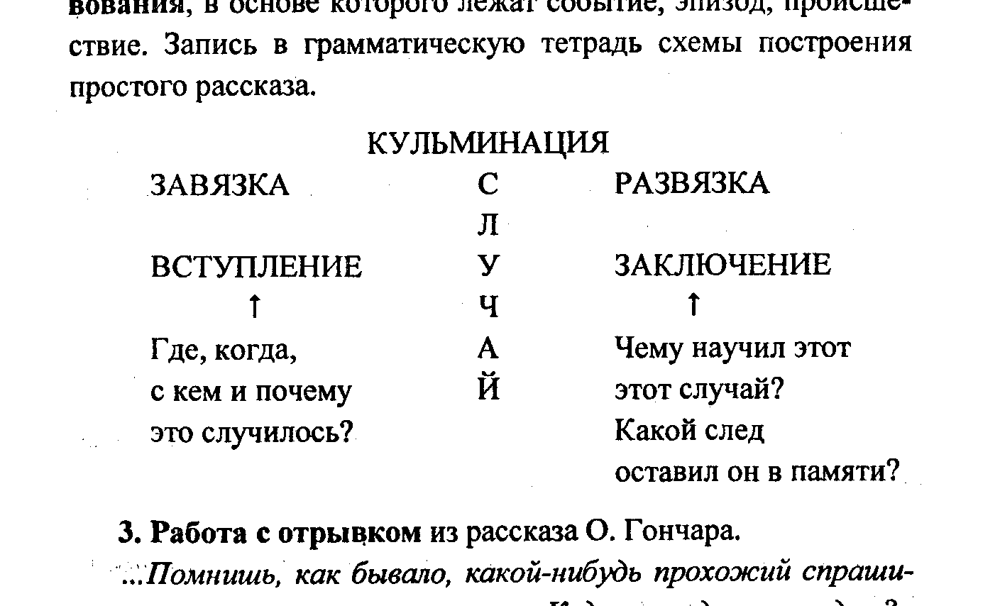 вования, в основе которого лежат событие, эпизод, происше-
ствие. Запись в грамматическую тетрадь схемы построения
простого рассказа.
КУЛЬМИНАЦИЯ
ЗАВЯЗКА С РАЗВЯЗКА
Л
ВСТУПЛЕНИЕ У ЗАКЛЮЧЕНИЕ
↑ Ч ↑
Где, когда, А Чему научил этот
с кем и почему Й этот случай?
это случилось? Какой след
оставил он в памяти?
3. Работа с отрывком из рассказа О. Гончара.
...Помнишь, как бывало, какой-нибудь прохожий спраши-